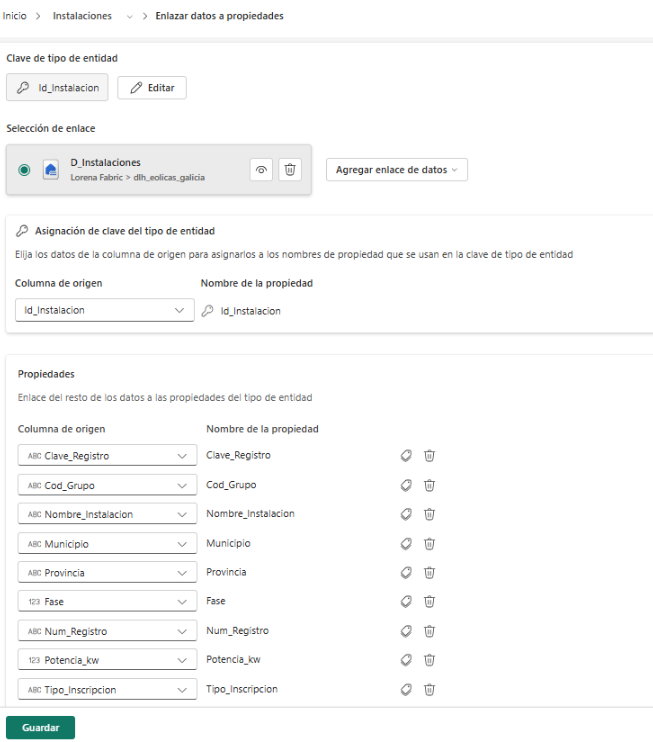 Inicio > Instalaciones > Enlazar datos a propiedades
Clave de tipo de entidad
Id_Instalacion Editar
Selección de enlace
D_Instalaciones
Lorena Fabric > dlh_eolicas_galicia
Agregar enlace de datos
Asignación de clave del tipo de entidad
Elija los datos de la columna de origen para asignarlos a los nombres de propiedad que se usan en la clave de tipo de entidad
Columna de origen Nombre de la propiedad
Id_Instalacion Id_Instalacion
Propiedades
Enlace del resto de los datos a las propiedades del tipo de entidad
Columna de origen Nombre de la propiedad
ABC Clave_Registro Clave_Registro
ABC Cod_Grupo Cod_Grupo
ABC Nombre_Instalacion Nombre_Instalacion
ABC Municipio Municipio
ABC Provincia Provincia
123 Fase Fase
ABC Num_Registro Num_Registro
123 Potencia_kw Potencia_kw
ABC Tipo_Inscripcion Tipo_Inscripcion
Guardar